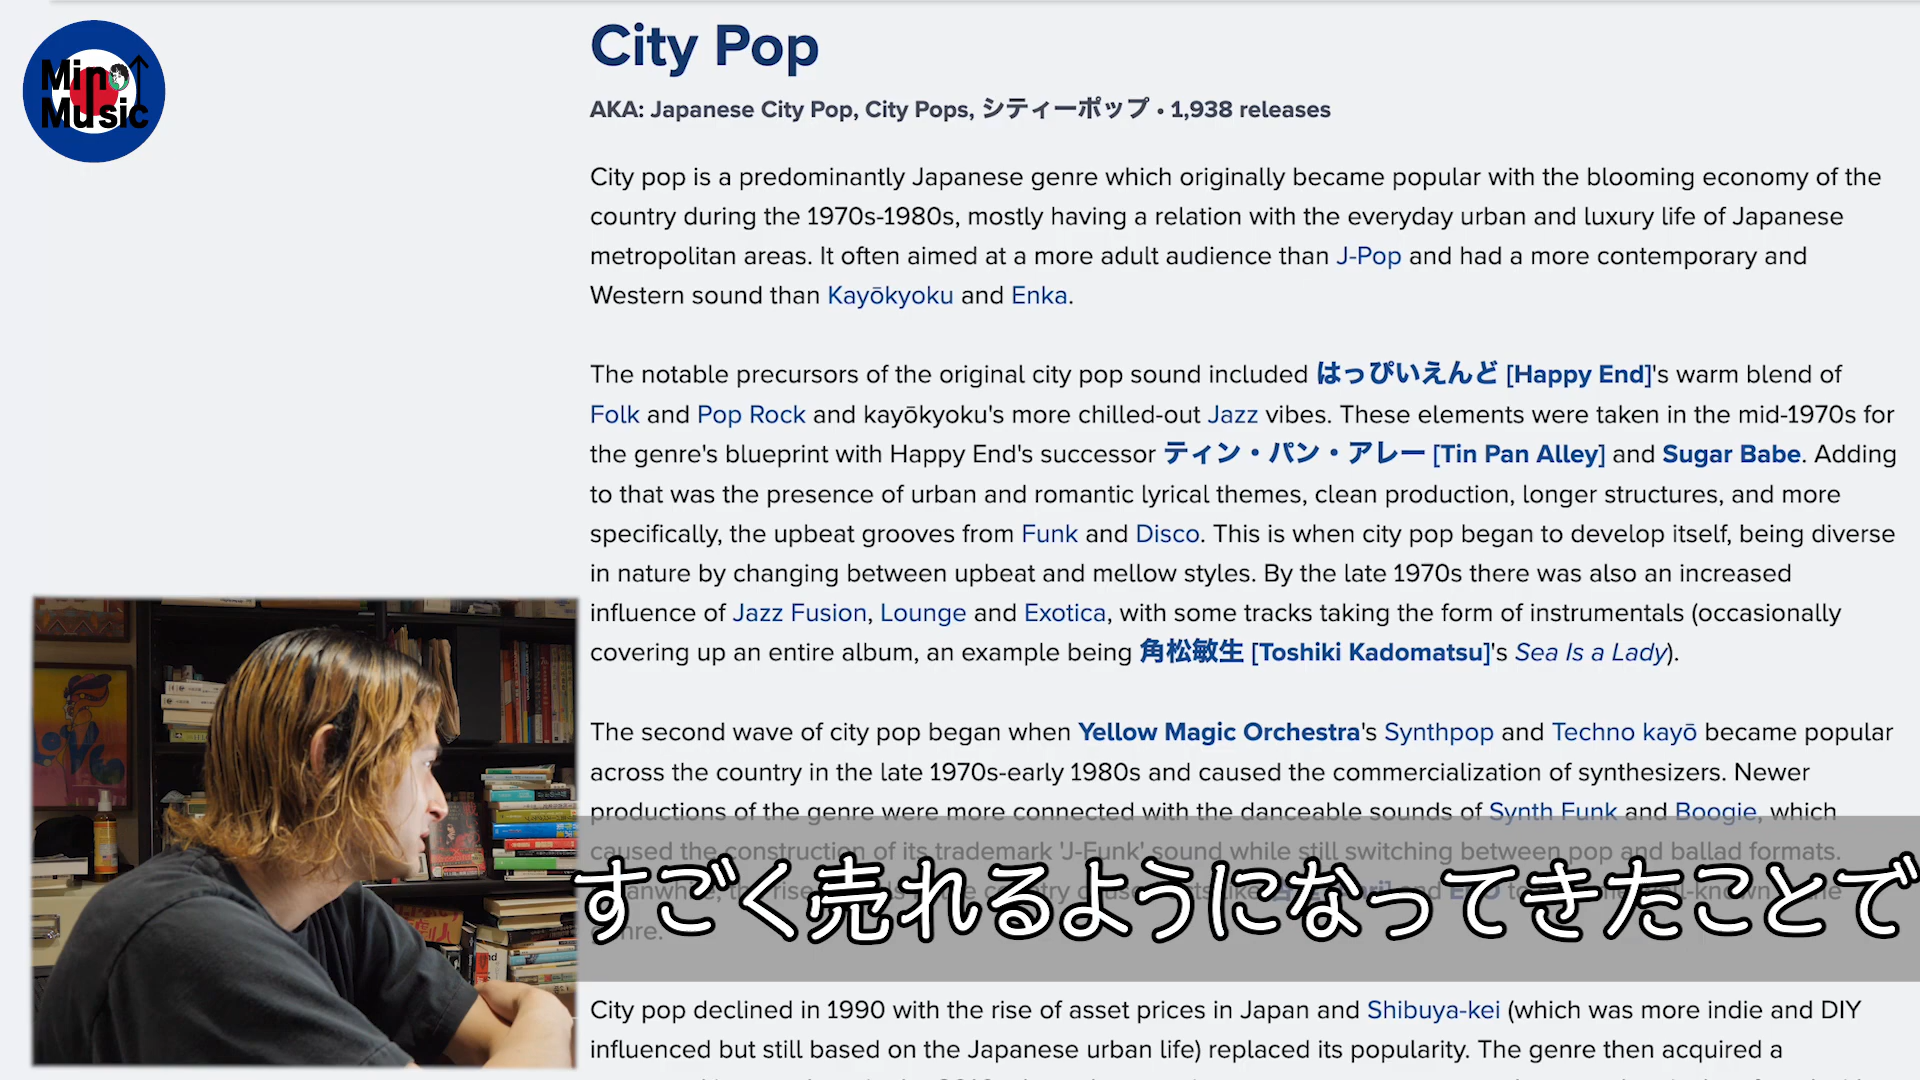 Mino
Music
City Pop
AKA: Japanese City Pop, City Pops, シティーポップ • 1,938 releases
City pop is a predominantly Japanese genre which originally became popular with the blooming economy of the
country during the 1970s-1980s, mostly having a relation with the everyday urban and luxury life of Japanese
metropolitan areas. It often aimed at a more adult audience than J-Pop and had a more contemporary and
Western sound than Kayōkyoku and Enka.
The notable precursors of the original city pop sound included はっぴいえんど [Happy End]'s warm blend of
Folk and Pop Rock and kayōkyoku's more chilled-out Jazz vibes. These elements were taken in the mid-1970s for
the genre's blueprint with Happy End's successor ティン・パン・アレー [Tin Pan Alley] and Sugar Babe. Adding
to that was the presence of urban and romantic lyrical themes, clean production, longer structures, and more
specifically, the upbeat grooves from Funk and Disco. This is when city pop began to develop itself, being diverse
in nature by changing between upbeat and mellow styles. By the late 1970s there was also an increased
influence of Jazz Fusion, Lounge and Exotica, with some tracks taking the form of instrumentals (occasionally
covering up an entire album, an example being 角松敏生 [Toshiki Kadomatsu]'s Sea Is a Lady).
The second wave of city pop began when Yellow Magic Orchestra's Synthpop and Techno kayō became popular
across the country in the late 1970s-early 1980s and caused the commercialization of synthesizers. Newer
productions of the genre were more connected with the danceable sounds of Synth Funk and Boogie, which
caused the construction of its trademark 'J-Funk' sound while still switching between pop and ballad formats.
すごく売れるようになってきたことで
genre.
City pop declined in 1990 with the rise of asset prices in Japan and Shibuya-kei (which was more indie and DIY
influenced but still based on the Japanese urban life) replaced its popularity. The genre then acquired a